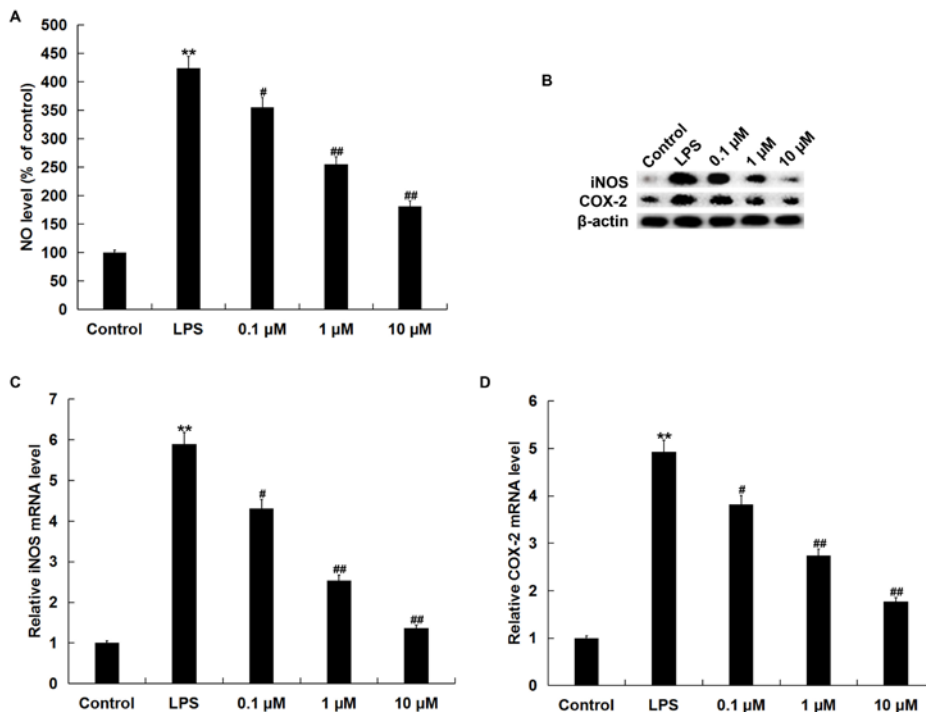 A
NO level (% of control)
500
450
400
350
300
250
200
150
100
50
0
**
#
##
##
Control LPS 0.1 µM 1 µM 10 µM
B
Control LPS 0.1 µM 1 µM 10 µM
iNOS
COX-2
β-actin
C
Relative iNOS mRNA level
7
6
5
4
3
2
1
0
**
#
##
##
Control LPS 0.1 µM 1 µM 10 µM
D
Relative COX-2 mRNA level
6
5
4
3
2
1
0
**
#
##
##
Control LPS 0.1 µM 1 µM 10 µM